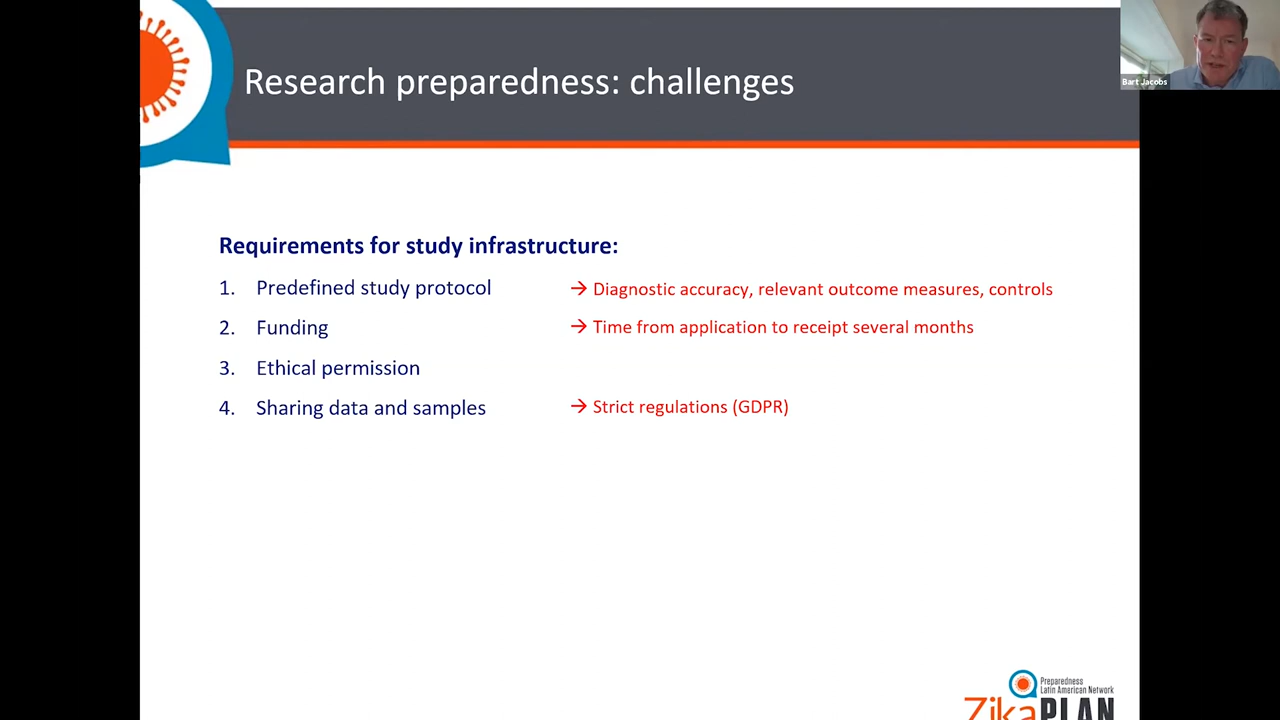 Research preparedness: challenges
Bart Jacobs
Requirements for study infrastructure:
1. Predefined study protocol → Diagnostic accuracy, relevant outcome measures, controls
2. Funding → Time from application to receipt several months
3. Ethical permission
4. Sharing data and samples → Strict regulations (GDPR)
Preparedness
Latin American Network
ZikaPLAN